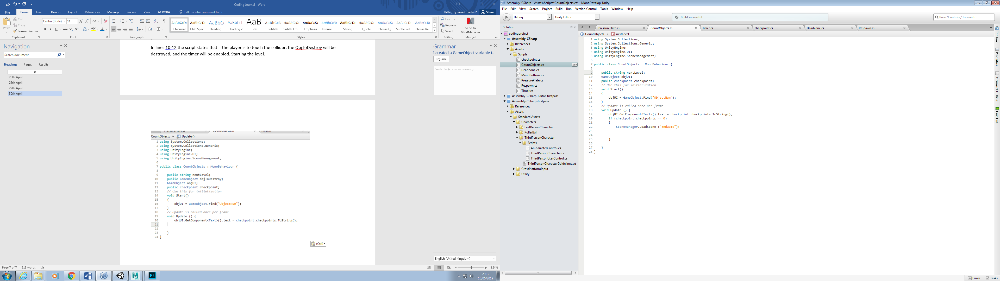 Coding Journal - Word
File Home Insert Design Layout References Mailings Review View ACROBAT Tell me what you want to do...
Pitter, Tyreese Charles 2 Share
Paste
Cut
Copy
Format Painter
Clipboard
Calibri (Body) 11
Font
Paragraph
AaBbCcDc AaBbCcDc AaBbCc AaBbCcD AaB AaBbCcD AaBbCcDc AaBbCcDc AaBbCcDc AaBbCcDc AaBbCcDc AaBbCcDc AABBCCDD AABBCCDD
¶ Normal ¶ No Spac... Heading 1 Heading 2 Title Subtitle Subtle Em... Emphasis Intense E... Strong Quote Intense Q... Subtle Ref... Intense Re...
Styles
Find
Replace
Select
Editing
Send to
MindManager
Mindjet
Navigation
Search document
Headings Pages Results
25th April
26th April
29th April
30th April
In lines 10-12 the script states that if the player is to touch the collider, the ObjToDestroy will be
destroyed, and the timer will be enabled. Starting the level.
CountObjects Update ()
1 using System.Collections;
2 using System.Collections.Generic;
3 using UnityEngine;
4 using UnityEngine.UI;
5 using UnityEngine.SceneManagement;
6
7 public class CountObjects : MonoBehaviour {
8
9 public string nextLevel;
10 public GameObject objToDestroy;
11 GameObject objUI;
12 public checkpoint checkpoint;
13 // Use this for initialization
14 void Start()
15 {
16 objUI = GameObject.Find("ObjectNum");
17 }
18 // Update is called once per frame
19 void Update () {
20 objUI.GetComponent<Text>().text = checkpoint.checkpoints.ToString();
21
22
23 }
24 }
(Ctrl)
Grammar
I created a GameObject variable t...
Resume
Verb Use (consider revising)
English (United Kingdom)
Page 7 of 7 818 words
124%
20:12
16/05/2019
Assembly-CSharp - Assets\Scripts\CountObjects.cs* - MonoDevelop-Unity
File Edit View Search Project Build Run Version Control Tools Window Help
Debug Unity Editor
Build successful.
Press 'Control+,' to search
Solution
codingproject
Assembly-CSharp
References
Assets
Scripts
checkpoint.cs
CountObjects.cs
DeadZone.cs
MenuButtons.cs
PressurePlate.cs
Respawn.cs
Timer.cs
Assembly-CSharp-Editor-firstpass
Assembly-CSharp-firstpass
References
Assets
Standard Assets
Characters
FirstPersonCharacter
RollerBall
ThirdPersonCharacter
Scripts
AICharacterControl.cs
ThirdPersonCharacter.cs
ThirdPersonUserControl.cs
ThirdPersonCharacterGuidelines.txt
CrossPlatformInput
Utility
PressurePlate.cs CountObjects.cs Timer.cs checkpoint.cs DeadZone.cs Respawn.cs
CountObjects nextLevel
1 using System.Collections;
2 using System.Collections.Generic;
3 using UnityEngine;
4 using UnityEngine.UI;
5 using UnityEngine.SceneManagement;
6
7 public class CountObjects : MonoBehaviour {
8
9 public string nextLevel;
10 GameObject objUI;
11 public checkpoint checkpoint;
12 // Use this for initialization
13 void Start()
14 {
15 objUI = GameObject.Find("ObjectNum");
16 }
17 // Update is called once per frame
18 void Update () {
19 objUI.GetComponent<Text>().text = checkpoint.checkpoints.ToString();
20 if (checkpoint.checkpoints == 0)
21 {
22 SceneManager.LoadScene ("EndGame");
23
24
25 }
26
27 }
28 }
Toolbox
Properties
Document Outline
Unit Tests
Errors Tasks